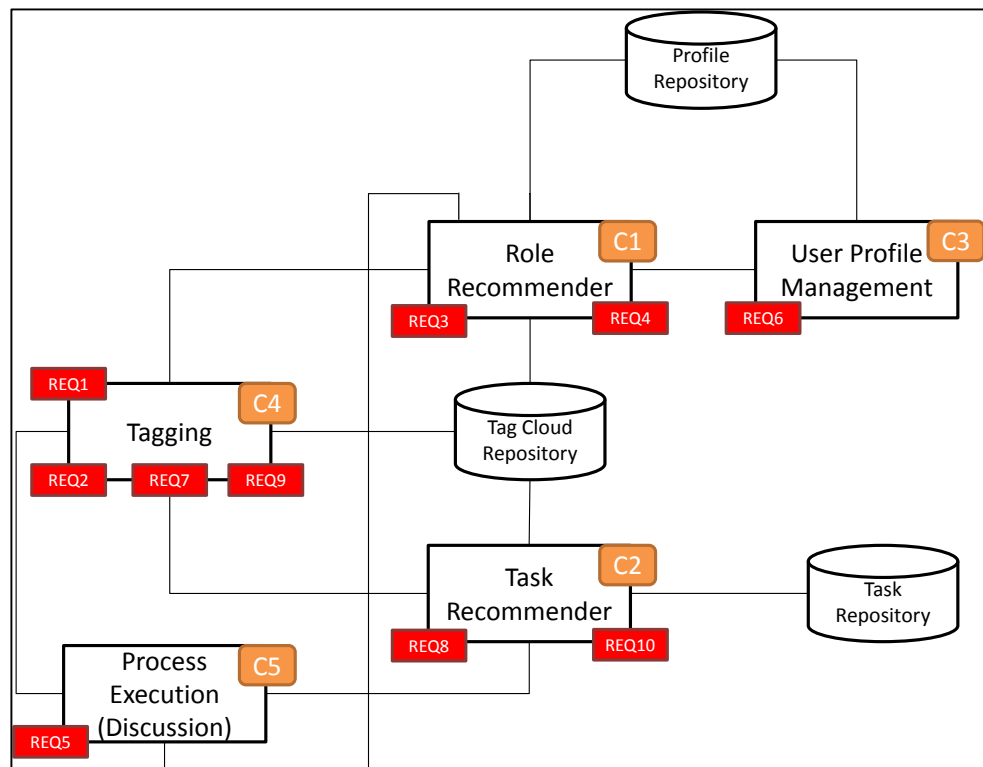 Profile
Repository
C1
Role
Recommender
REQ3
REQ4
C3
User Profile
Management
REQ6
REQ1
C4
Tagging
REQ2
REQ7
REQ9
Tag Cloud
Repository
C2
Task
Recommender
REQ8
REQ10
Task
Repository
C5
Process
Execution
(Discussion)
REQ5